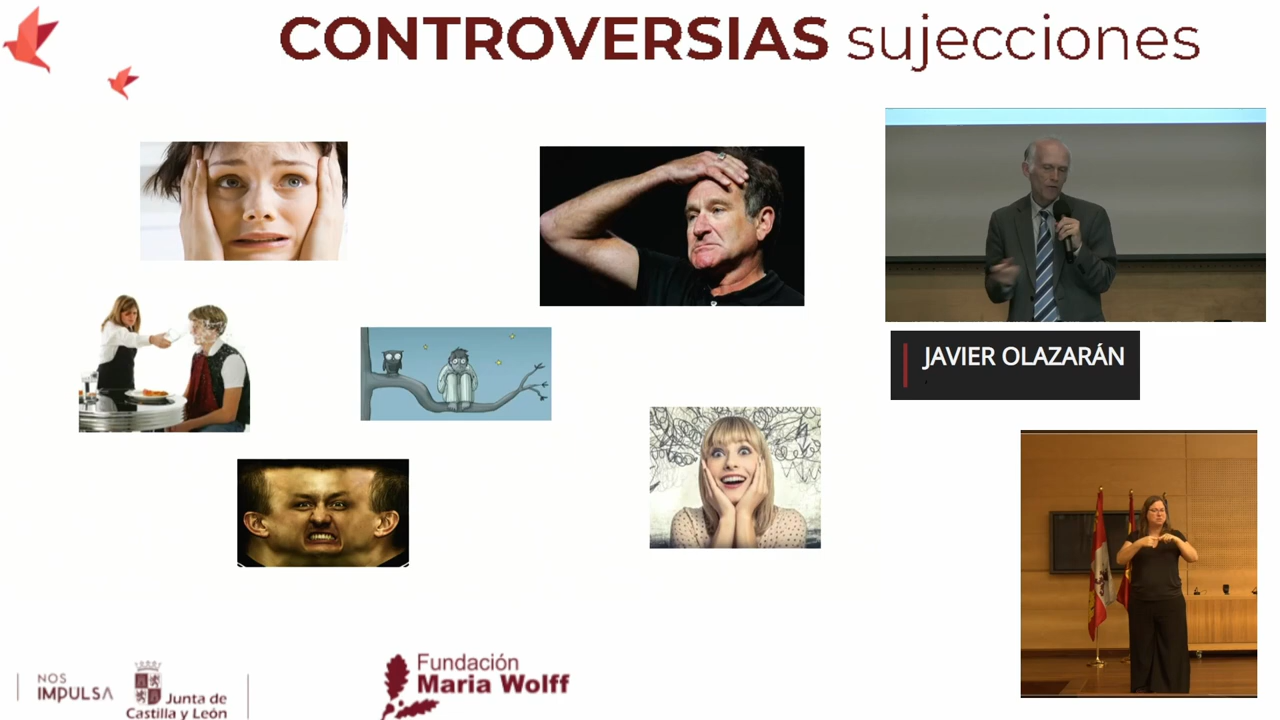 CONTROVERSIAS sujecciones
JAVIER OLAZARÁN
NOS
IMPULSA
Junta de
Castilla y León
Fundación
Maria Wolff